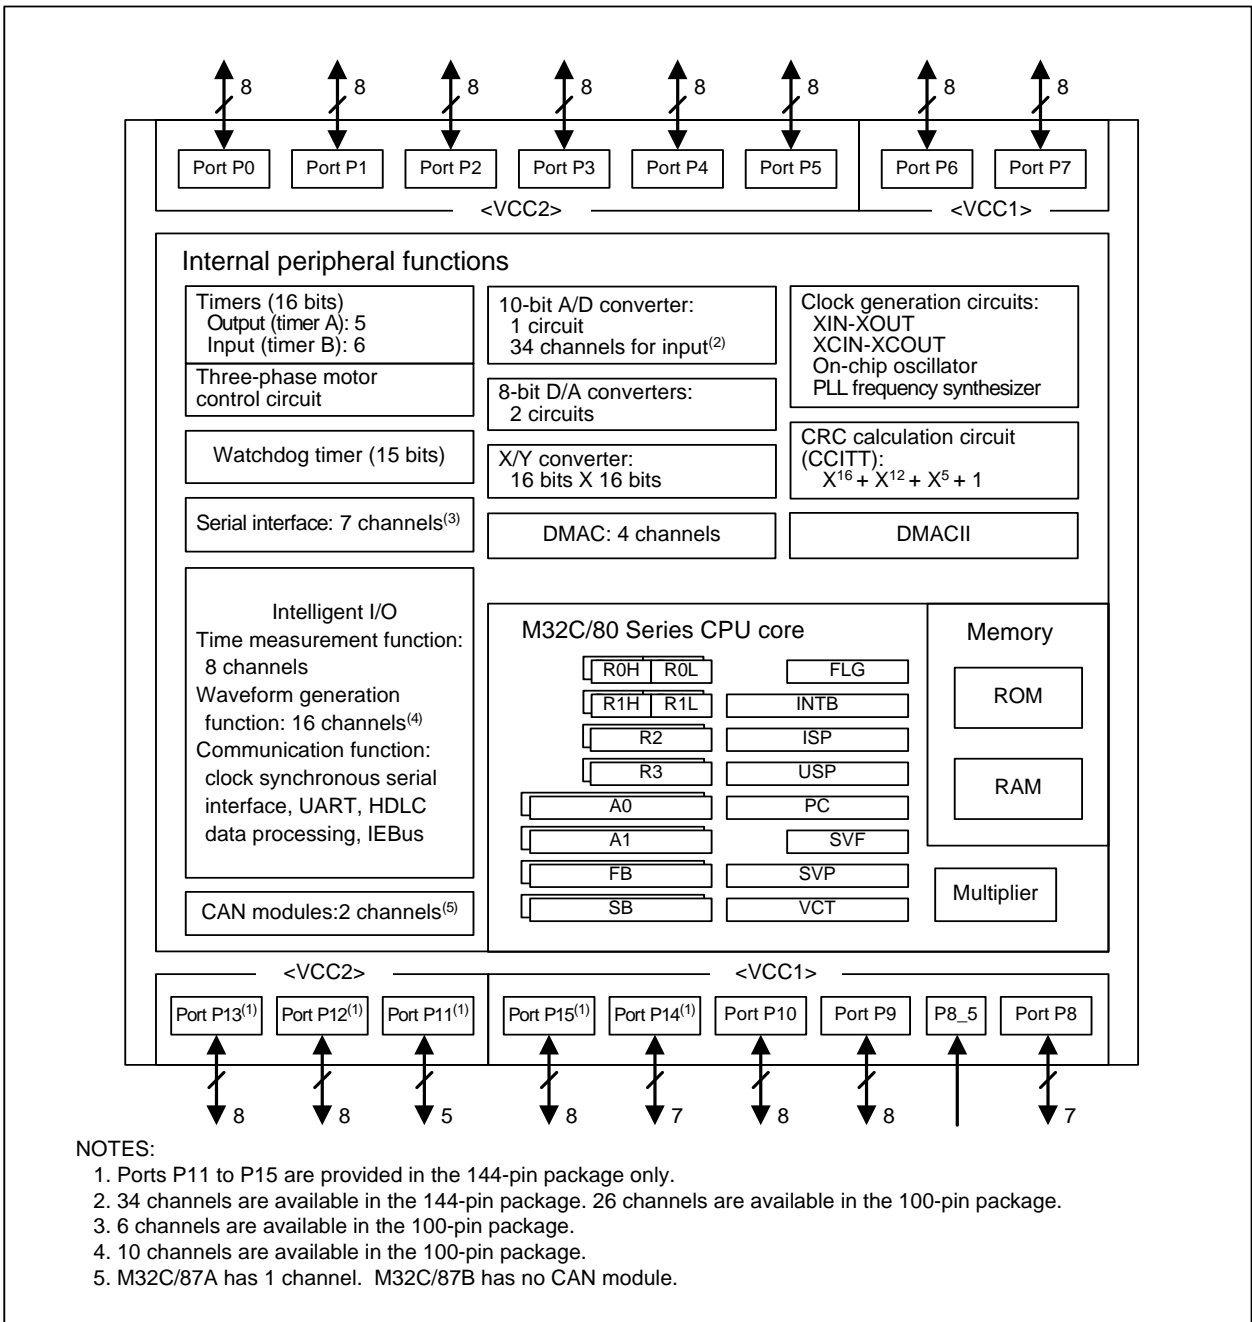 8 8 8 8 8 8 8 8
Port P0 Port P1 Port P2 Port P3 Port P4 Port P5 Port P6 Port P7
<VCC2> <VCC1>
Internal peripheral functions
Timers (16 bits)
Output (timer A): 5
Input (timer B): 6
Three-phase motor
control circuit
Watchdog timer (15 bits)
Serial interface: 7 channels(3)
Intelligent I/O
Time measurement function:
8 channels
Waveform generation
function: 16 channels(4)
Communication function:
clock synchronous serial
interface, UART, HDLC
data processing, IEBus
CAN modules:2 channels(5)
10-bit A/D converter:
1 circuit
34 channels for input(2)
8-bit D/A converters:
2 circuits
X/Y converter:
16 bits X 16 bits
DMAC: 4 channels
Clock generation circuits:
XIN-XOUT
XCIN-XCOUT
On-chip oscillator
PLL frequency synthesizer
CRC calculation circuit
(CCITT):
X16 + X12 + X5 + 1
DMACII
M32C/80 Series CPU core
R0H R0L FLG
R1H R1L INTB
R2 ISP
R3 USP
A0 PC
A1 SVF
FB SVP
SB VCT
Memory
ROM
RAM
Multiplier
<VCC2> <VCC1>
Port P13(1) Port P12(1) Port P11(1) Port P15(1) Port P14(1) Port P10 Port P9 P8_5 Port P8
8 8 5 8 7 8 8 7
NOTES:
1. Ports P11 to P15 are provided in the 144-pin package only.
2. 34 channels are available in the 144-pin package. 26 channels are available in the 100-pin package.
3. 6 channels are available in the 100-pin package.
4. 10 channels are available in the 100-pin package.
5. M32C/87A has 1 channel. M32C/87B has no CAN module.